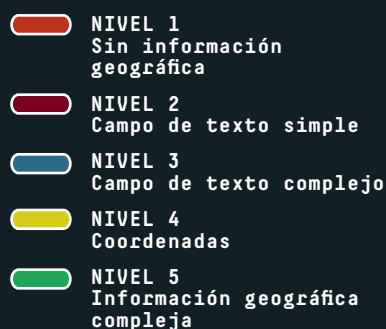 NIVEL 1
Sin información
geográfica
NIVEL 2
Campo de texto simple
NIVEL 3
Campo de texto complejo
NIVEL 4
Coordenadas
NIVEL 5
Información geográfica
compleja